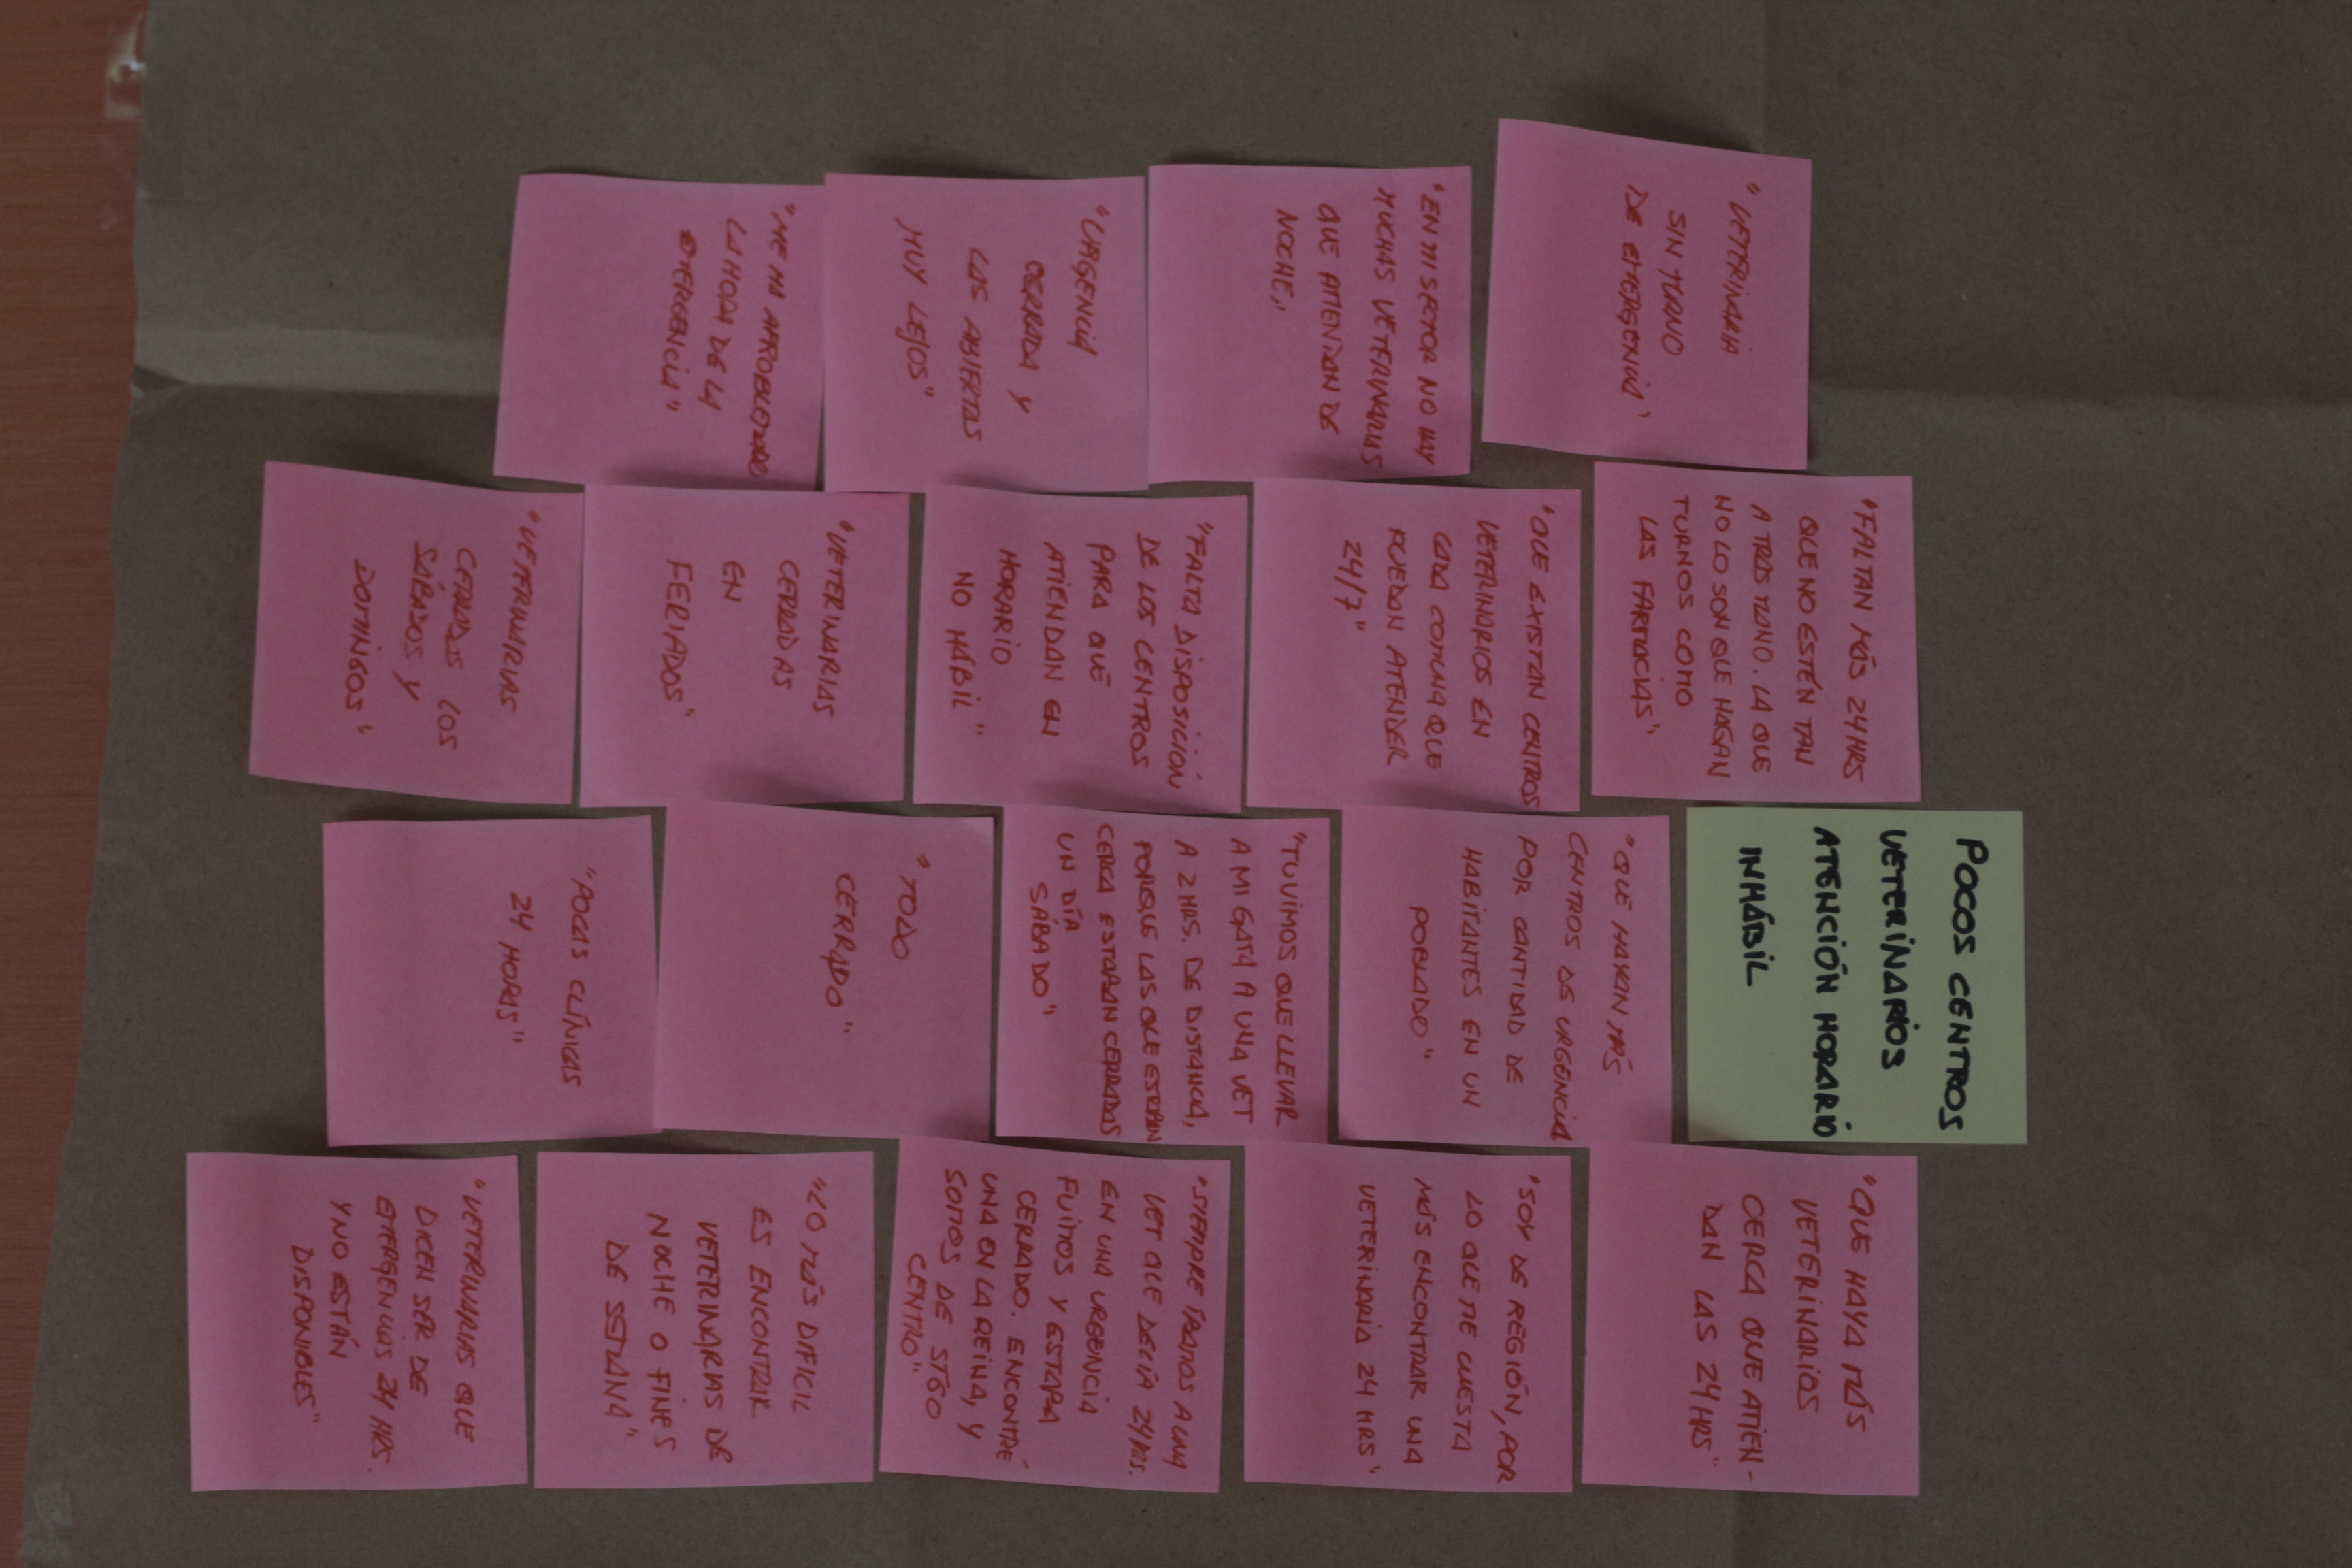 POCOS CENTROS
VETERINARIOS
ATENCIÓN HORARIO
INHÁBIL
"VETERINARIA
SIN TURNO
DE EMERGENCIA"
"EN MI SECTOR NO HAY
MUCHAS VETERINARIAS
QUE ATIENDAN DE
NOCHE"
"URGENCIA
CERRADA Y
LAS ABIERTAS
MUY LEJOS"
"ME HA APROBLEMADO
LA HORA DE LA
EMERGENCIA"
"FALTAN MÁS 24 HRS
QUE NO ESTÉN TAN
A TRAS MANO. LA QUE
NO LO SON QUE HAGAN
TURNOS COMO
LAS FARMACIAS"
"QUE EXISTAN CENTROS
VETERINARIOS EN
CADA COMUNA QUE
PUEDAN ATENDER
24/7"
"FALTA DISPOSICIÓN
DE LOS CENTROS
PARA QUE
ATIENDAN EN
HORARIO
NO HÁBIL"
"VETERINARIAS
CERRADAS
EN
FERIADOS"
"VETERINARIAS
CERRADAS LOS
SÁBADOS Y
DOMINGOS"
"QUE HAYAN MÁS
CENTROS DE URGENCIA
POR CANTIDAD DE
HABITANTES EN UN
POBLADO"
"TUVIMOS QUE LLEVAR
A MI GATA A UNA VET
A 2 HRS. DE DISTANCIA,
PORQUE LAS QUE ESTABAN
CERCA ESTABAN CERRADAS
UN DÍA
SÁBADO"
"TODO
CERRADO"
"POCAS CLÍNICAS
24 HORAS"
"QUE HAYA MÁS
VETERINARIOS
CERCA QUE ATIEN-
DAN LAS 24 HRS"
"SOY DE REGIÓN, POR
LO QUE ME CUESTA
MÁS ENCONTRAR UNA
VETERINARIA 24 HRS"
"SIEMPRE ÍBAMOS A UNA
VET QUE DECÍA 24 HRS.
EN UNA URGENCIA
FUIMOS Y ESTABA
CERRADO. ENCONTRÉ
UNA EN LA REINA, Y
SOMOS DE STGO
CENTRO"
"LO MÁS DIFICIL
ES ENCONTRAR
VETERINARIAS DE
NOCHE O FINES
DE SEMANA"
"VETERINARIAS QUE
DICEN SER DE
EMERGENCIAS 24 HRS.
Y NO ESTÁN
DISPONIBLES"